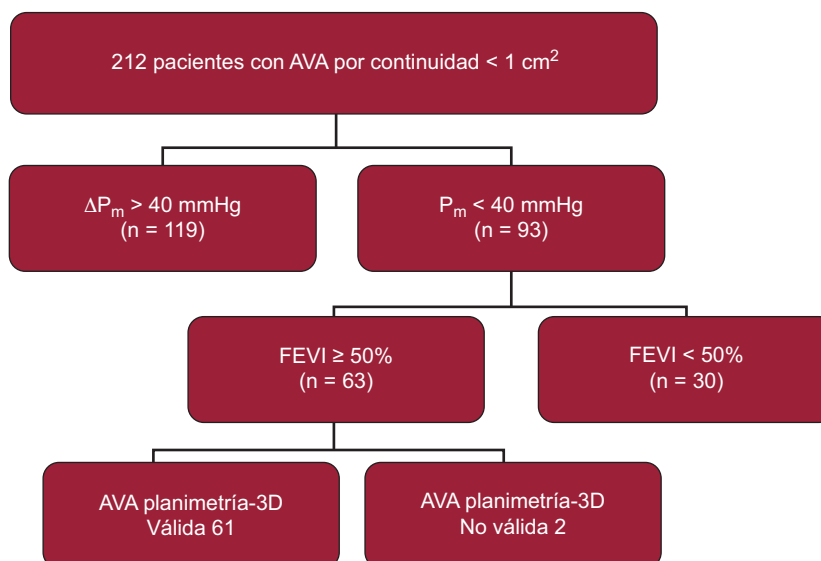 212 pacientes con AVA por continuidad < 1 cm²
ΔPm > 40 mmHg
(n = 119)
Pm < 40 mmHg
(n = 93)
FEVI ≥ 50%
(n = 63)
FEVI < 50%
(n = 30)
AVA planimetría-3D
Válida 61
AVA planimetría-3D
No válida 2